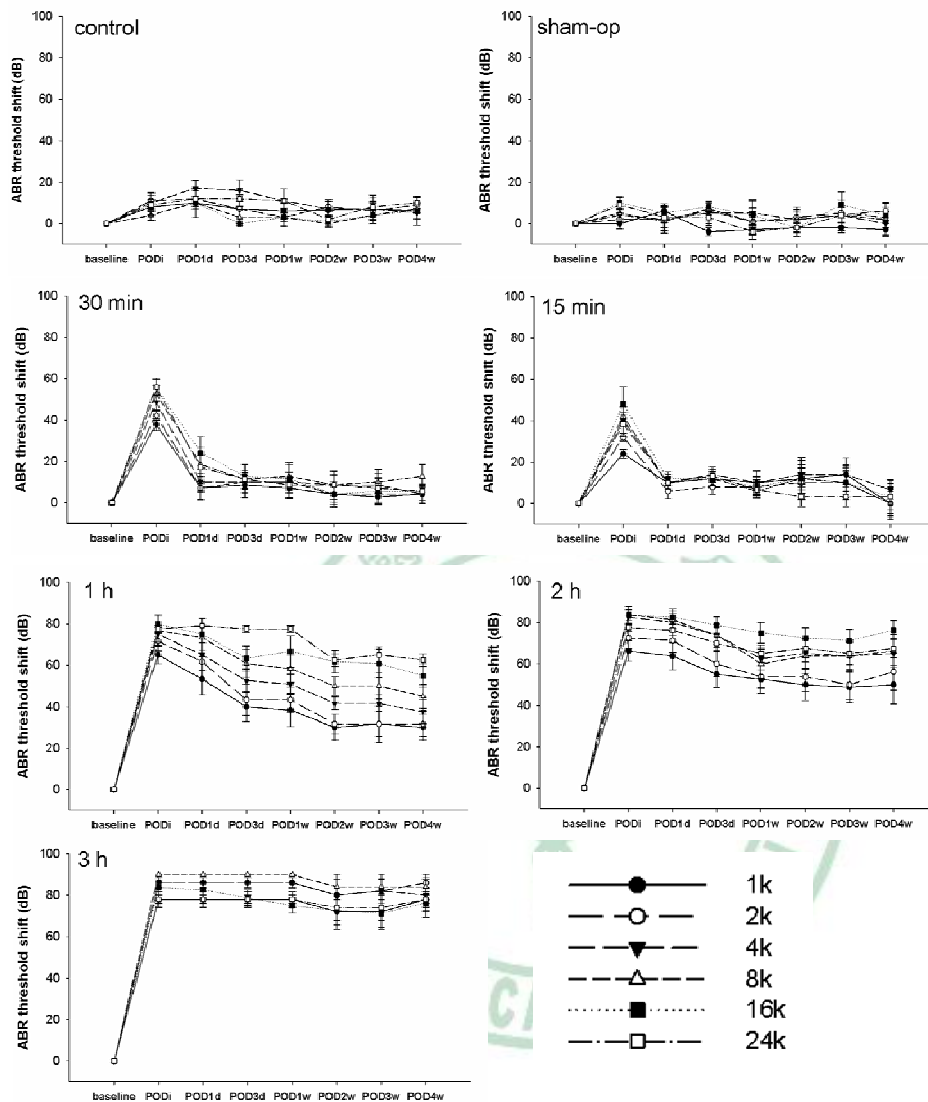 control
100
80
60
40
20
0
ABR threshold shift (dB)
baseline PODi POD1d POD3d POD1w POD2w POD3w POD4w
sham-op
100
80
60
40
20
0
ABR threshold shift (dB)
baseline PODi POD1d POD3d POD1w POD2w POD3w POD4w
30 min
100
80
60
40
20
0
ABR threshold shift (dB)
baseline PODi POD1d POD3d POD1w POD2w POD3w POD4w
15 min
100
80
60
40
20
0
ABR threshold shift (dB)
baseline PODi POD1d POD3d POD1w POD2w POD3w POD4w
1 h
100
80
60
40
20
0
ABR threshold shift (dB)
baseline PODi POD1d POD3d POD1w POD2w POD3w POD4w
2 h
100
80
60
40
20
0
ABR threshold shift (dB)
baseline PODi POD1d POD3d POD1w POD2w POD3w POD4w
3 h
100
80
60
40
20
0
ABR threshold shift (dB)
baseline PODi POD1d POD3d POD1w POD2w POD3w POD4w
1k
2k
4k
8k
16k
24k